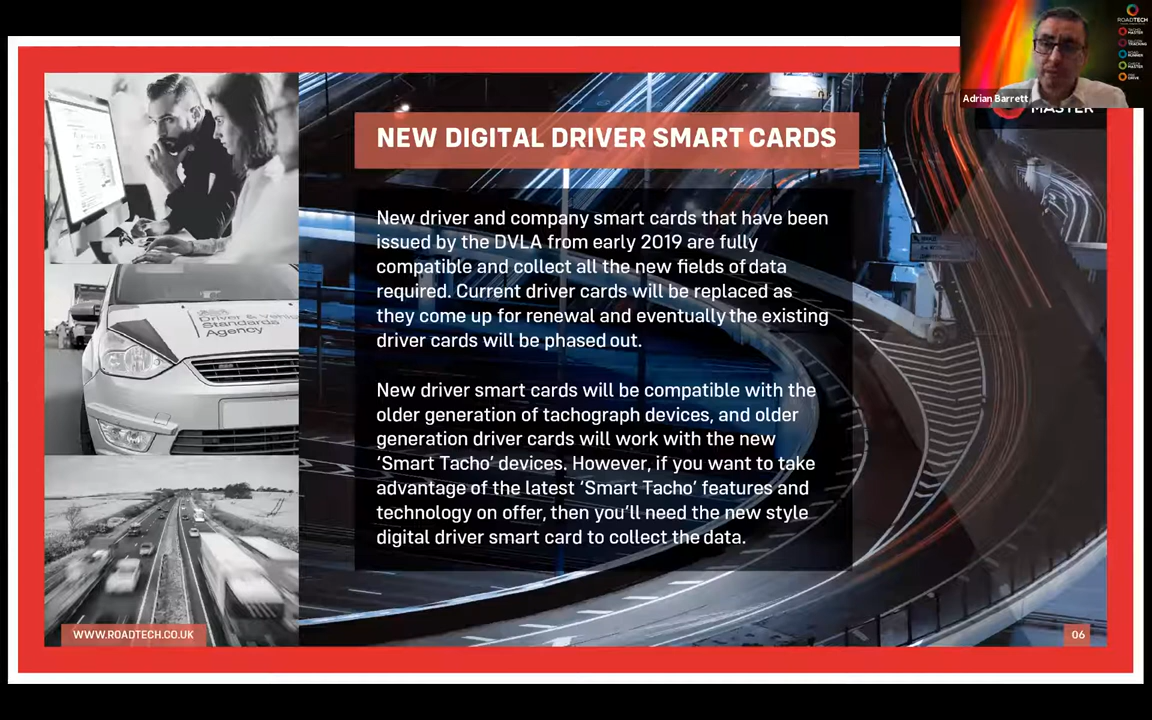 ROADTECH
Adrian Barrett
MASTER
NEW DIGITAL DRIVER SMART CARDS
New driver and company smart cards that have been
issued by the DVLA from early 2019 are fully
compatible and collect all the new fields of data
required. Current driver cards will be replaced as
they come up for renewal and eventually the existing
driver cards will be phased out.
New driver smart cards will be compatible with the
older generation of tachograph devices, and older
generation driver cards will work with the new
‘Smart Tacho’ devices. However, if you want to take
advantage of the latest ‘Smart Tacho’ features and
technology on offer, then you’ll need the new style
digital driver smart card to collect the data.
Driver & Vehic
Standards
Agency
WWW.ROADTECH.CO.UK
06